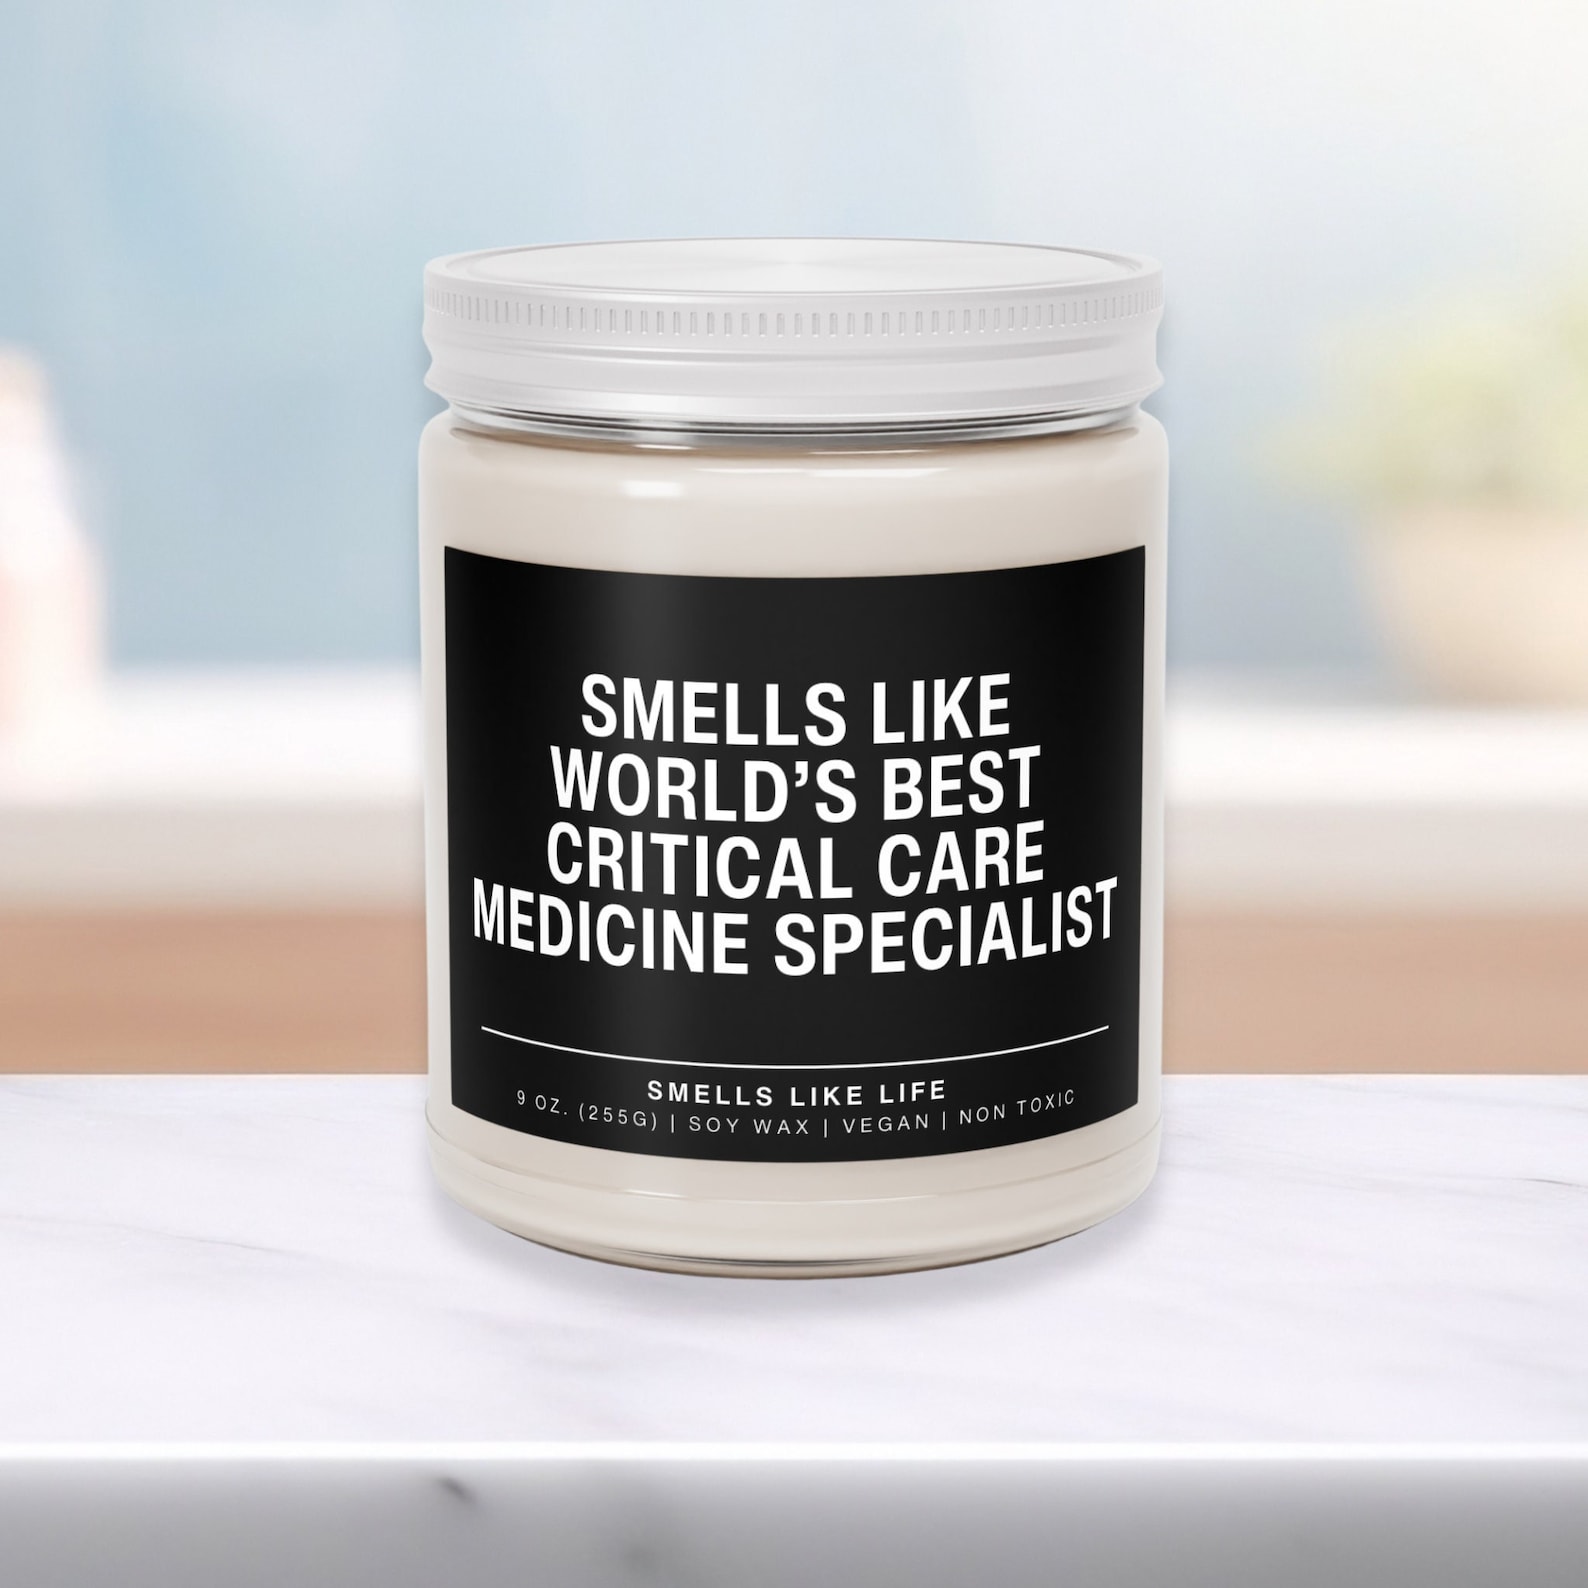 SMELLS LIKE
WORLD'S BEST
CRITICAL CARE
MEDICINE SPECIALIST
SMELLS LIKE LIFE
9 OZ. (255G) | SOY WAX | VEGAN | NON TOXIC